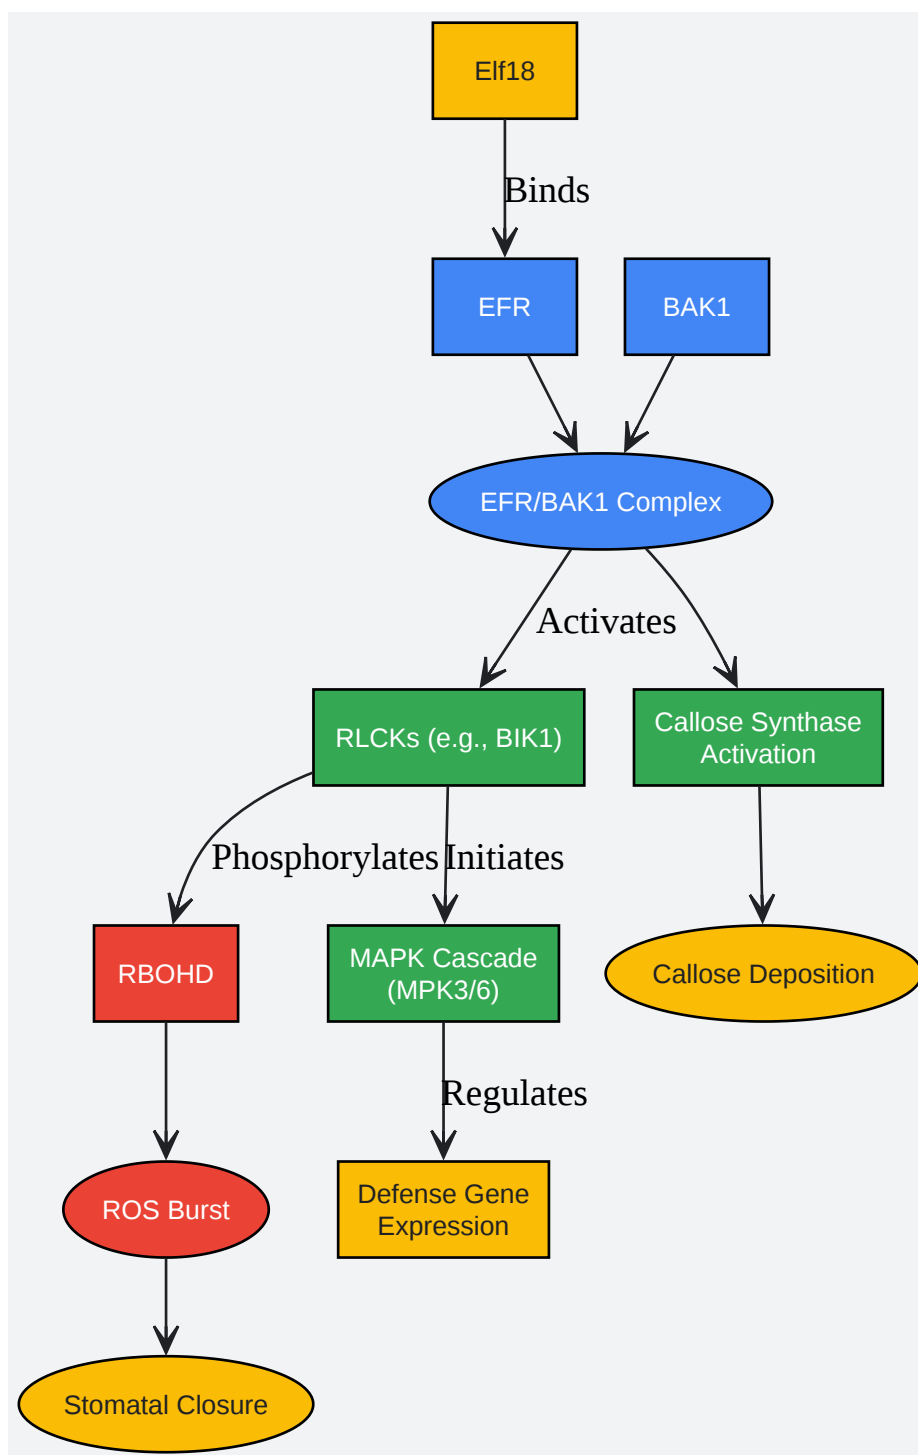 Elf18
Binds
EFR
BAK1
EFR/BAK1 Complex
Activates
RLCKs (e.g., BIK1)
Callose Synthase
Activation
Phosphorylates
Initiates
RBOHD
MAPK Cascade
(MPK3/6)
Callose Deposition
Regulates
ROS Burst
Defense Gene
Expression
Stomatal Closure